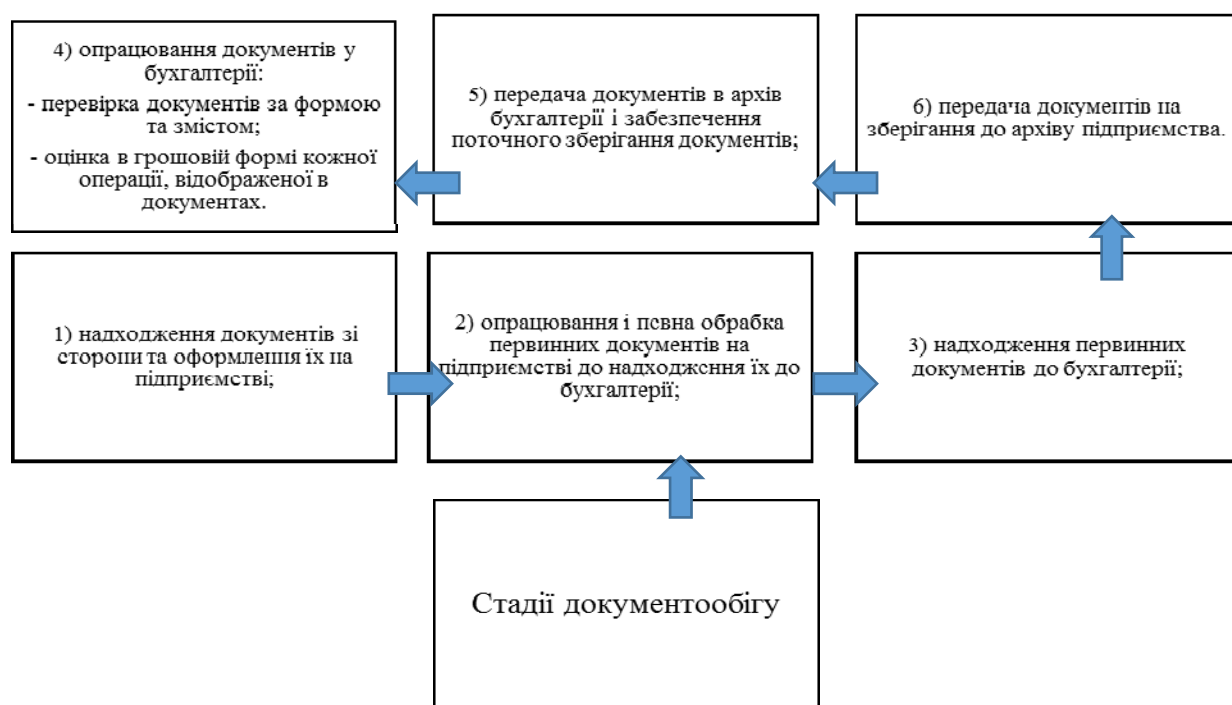 4) опрацювання документів у
бухгалтерії:
- перевірка документів за формою
та змістом;
- оцінка в грошовій формі кожної
операції, відображеної в
документах.
5) передача документів в архів
бухгалтерії і забезпечення
поточного зберігання документів;
6) передача документів на
зберігання до архіву підприємства.
1) надходження документів зі
сторони та оформлення їх на
підприємстві;
2) опрацювання і певна обрабка
первинних документів на
підприємстві до надходження їх до
бухгалтерії;
3) надходження первинних
документів до бухгалтерії;
Стадії документообігу